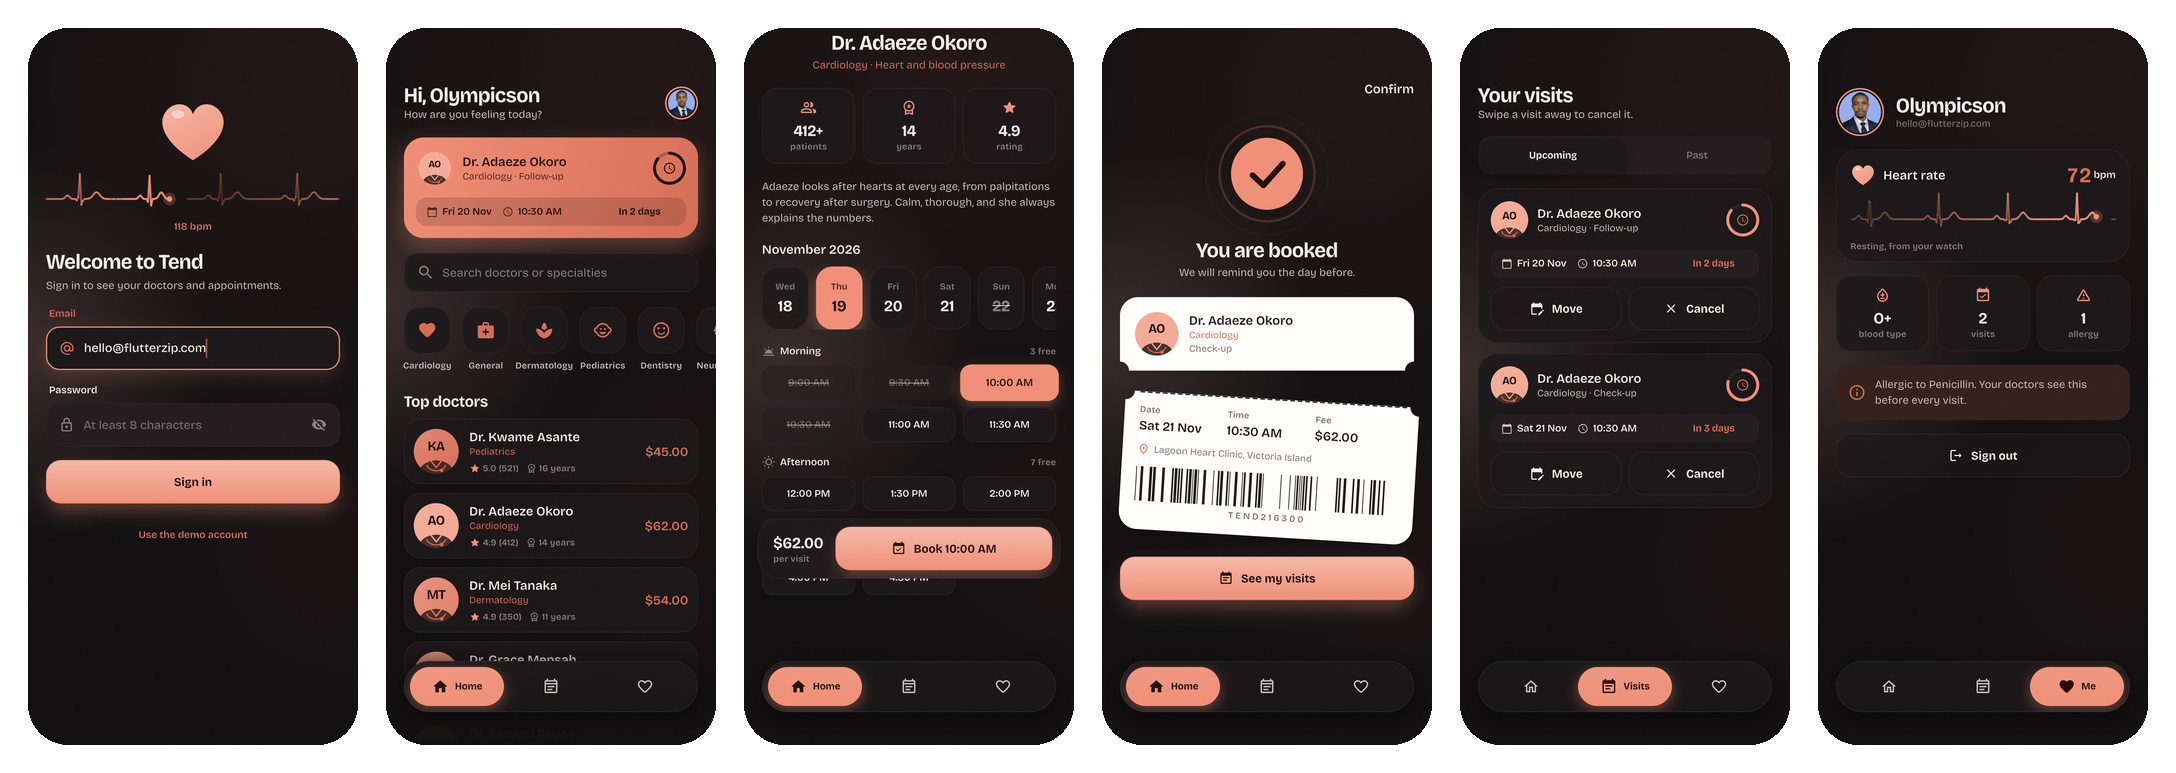 118 bpm
Welcome to Tend
Sign in to see your doctors and appointments.
Email
hello@flutterzip.com
Password
At least 8 characters
Sign in
Use the demo account
Hi, Olympicson
How are you feeling today?
AO
Dr. Adaeze Okoro
Cardiology · Follow-up
Fri 20 Nov 10:30 AM In 2 days
Search doctors or specialties
Cardiology General Dermatology Pediatrics Dentistry
Top doctors
KA
Dr. Kwame Asante
Pediatrics
5.0 (521) 16 years
$45.00
AO
Dr. Adaeze Okoro
Cardiology
4.9 (412) 14 years
$62.00
MT
Dr. Mei Tanaka
Dermatology
4.9 (350) 11 years
$54.00
Dr. Grace Mensah
Home
Dr. Adaeze Okoro
Cardiology · Heart and blood pressure
412+ 14 4.9
patients years rating
Adaeze looks after hearts at every age, from palpitations
to recovery after surgery. Calm, thorough, and she always
explains the numbers.
November 2026
Wed Thu Fri Sat Sun
18 19 20 21 22
Morning 3 free
9:00 AM 9:30 AM 10:00 AM
10:30 AM 11:00 AM 11:30 AM
Afternoon 7 free
12:00 PM 1:30 PM 2:00 PM
$62.00
per visit
Book 10:00 AM
4:00 PM 4:30 PM
Home
Confirm
You are booked
We will remind you the day before.
AO
Dr. Adaeze Okoro
Cardiology
Check-up
Date Time Fee
Sat 21 Nov 10:30 AM $62.00
Lagoon Heart Clinic, Victoria Island
TEND216300
See my visits
Home
Your visits
Swipe a visit away to cancel it.
Upcoming Past
AO
Dr. Adaeze Okoro
Cardiology · Follow-up
Fri 20 Nov 10:30 AM In 2 days
Move Cancel
AO
Dr. Adaeze Okoro
Cardiology · Check-up
Sat 21 Nov 10:30 AM In 3 days
Move Cancel
Visits
Olympicson
hello@flutterzip.com
Heart rate 72 bpm
Resting, from your watch
O+ 2 1
blood type visits allergy
Allergic to Penicillin. Your doctors see this
before every visit.
Sign out
Me